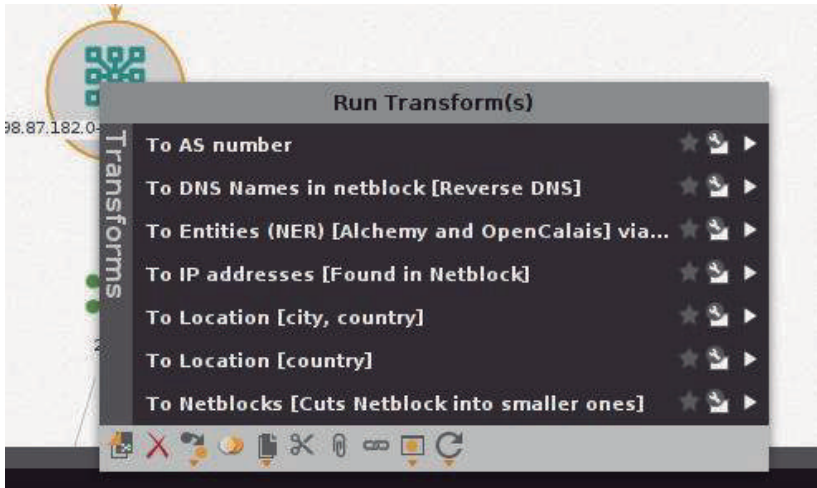 Run Transform(s)
98.87.182.0-
Transforms
To AS number
To DNS Names in netblock [Reverse DNS]
To Entities (NER) [Alchemy and OpenCalais] via...
To IP addresses [Found in Netblock]
To Location [city, country]
To Location [country]
To Netblocks [Cuts Netblock into smaller ones]
2